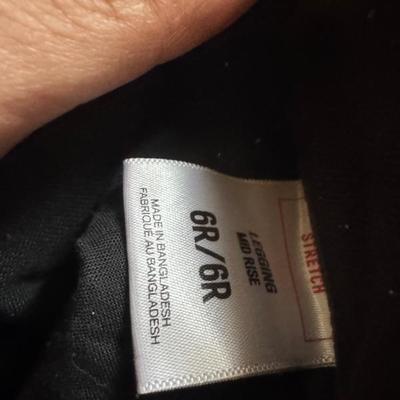 STRETCH
LEGGING
MID RISE
6R/6R
MADE IN BANGLADESH
FABRIQUÉ AU BANGLADESH